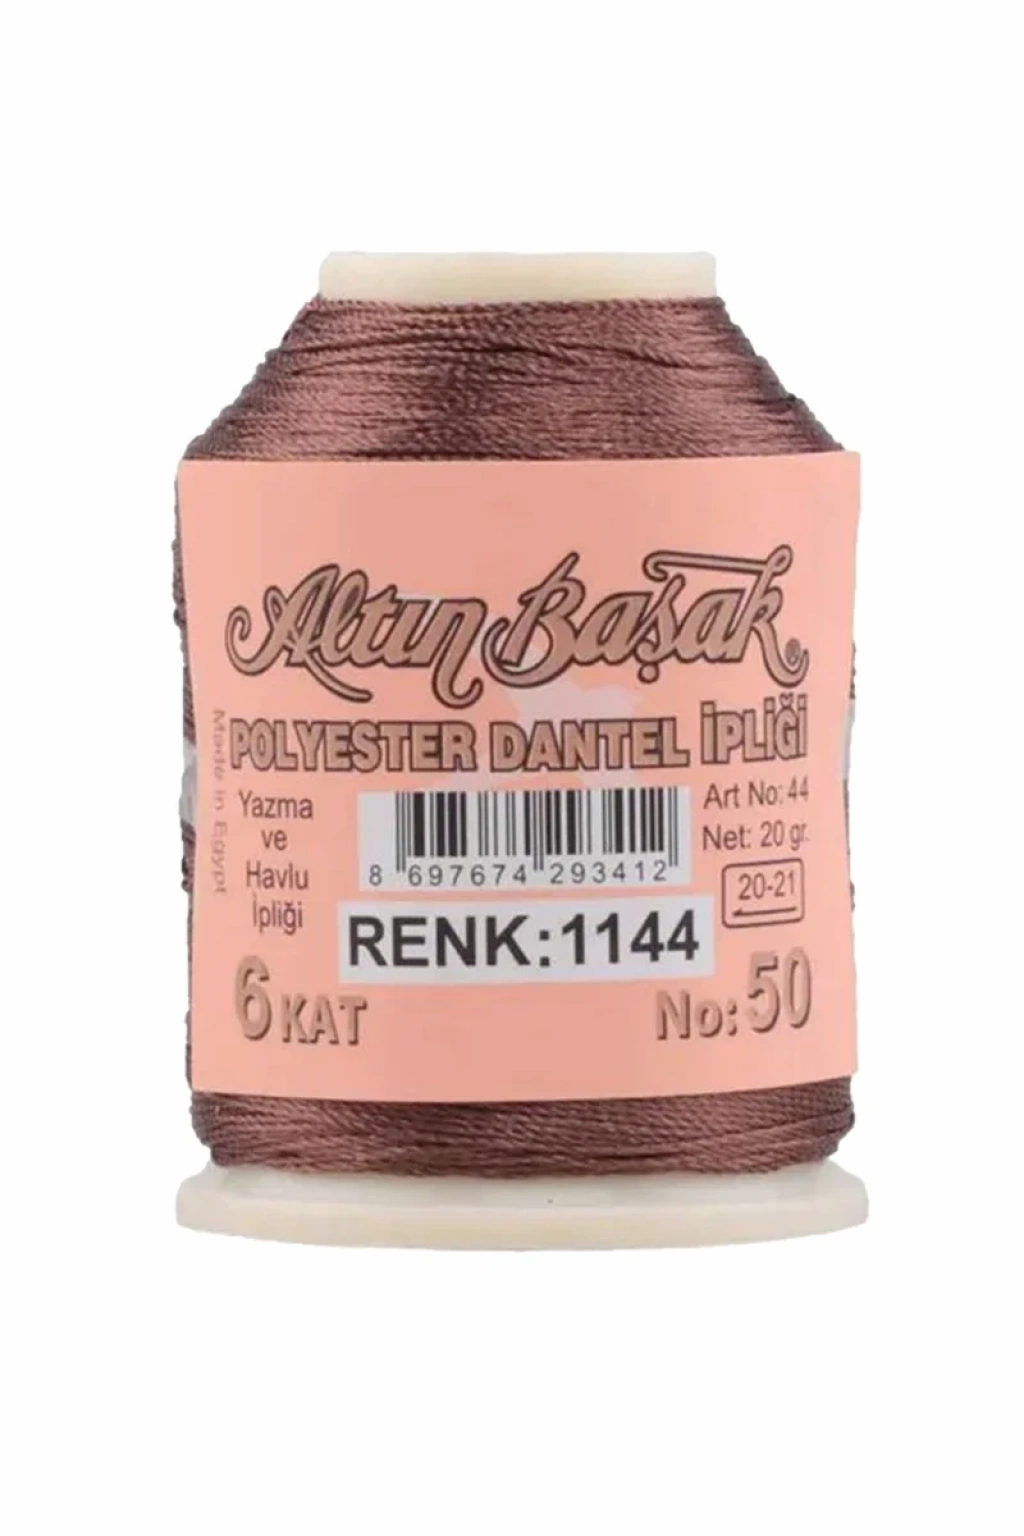 Altın Başak®
POLYESTER DANTEL İPLİĞİ
Made in Egypt
Yazma
ve
Havlu
İpliği
8 697674 293412
Art No: 44
Net: 20 gr.
20-21
RENK:1144
6 KAT
No: 50